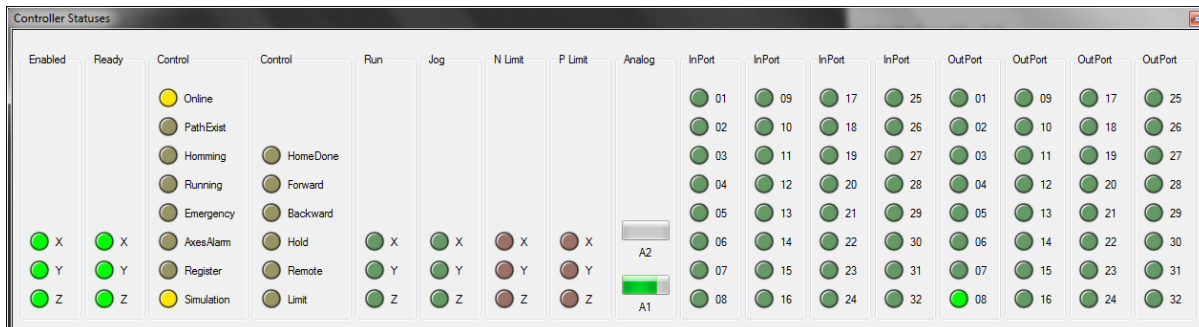 Controller Statuses
Enabled Ready Control Control Run Jog N Limit P Limit Analog InPort InPort InPort InPort OutPort OutPort OutPort OutPort
Online 01 09 17 25 01 09 17 25
PathExist 02 10 18 26 02 10 18 26
Homming HomeDone 03 11 19 27 03 11 19 27
Running Forward 04 12 20 28 04 12 20 28
Emergency Backward 05 13 21 29 05 13 21 29
X X AxesAlarm Hold X X X X A2 06 14 22 30 06 14 22 30
Y Y Register Remote Y Y Y Y 07 15 23 31 07 15 23 31
Z Z Simulation Limit Z Z Z Z A1 08 16 24 32 08 16 24 32